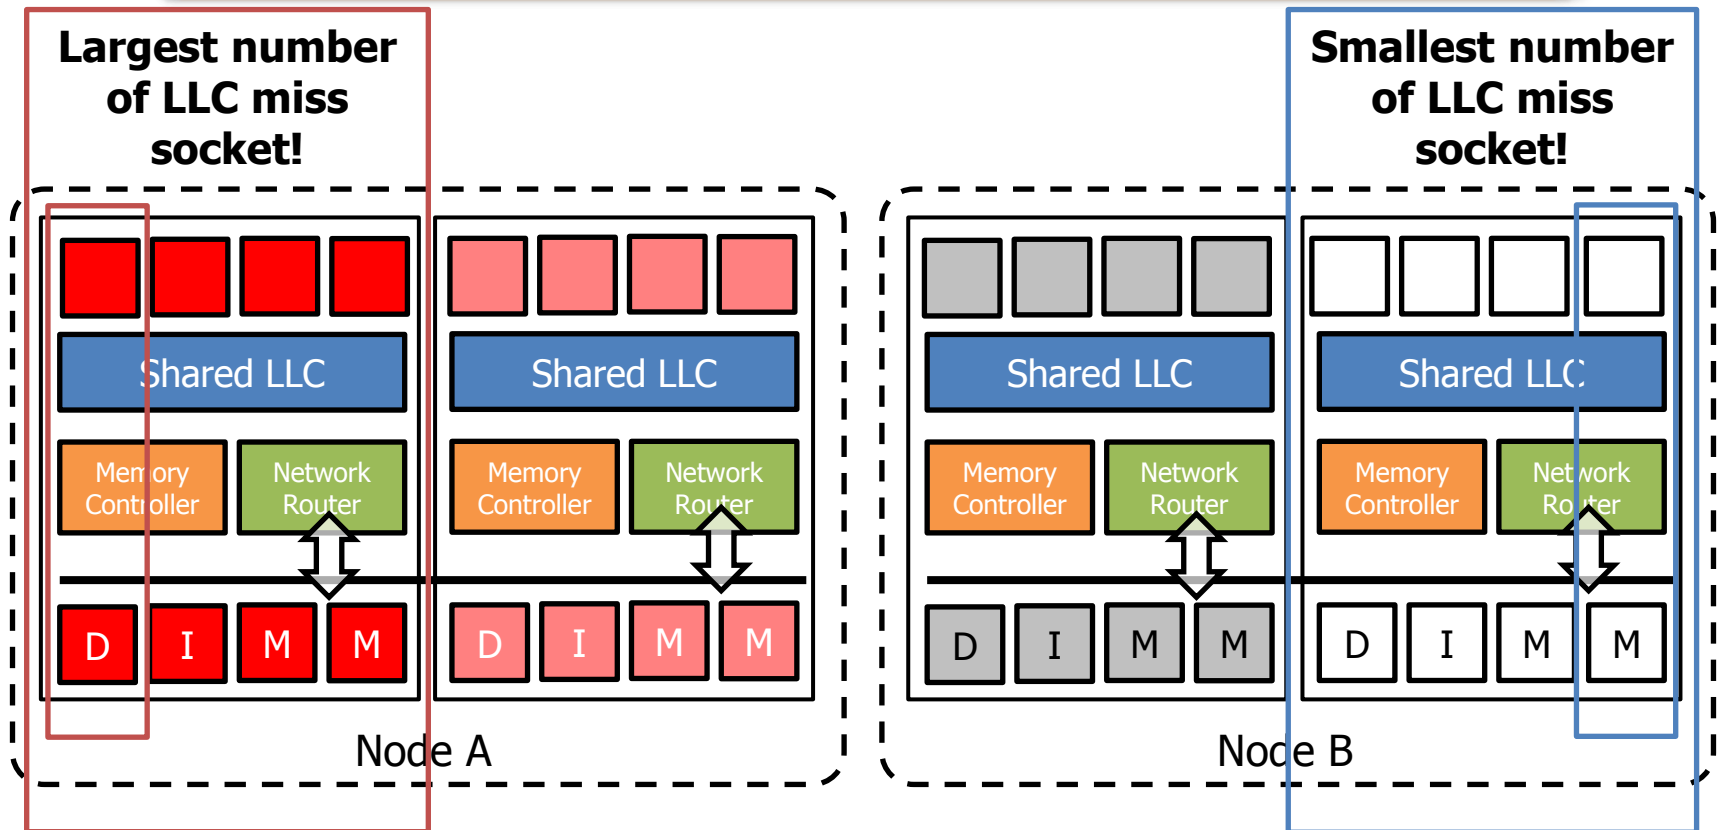 Largest number
of LLC miss
socket!
Smallest number
of LLC miss
socket!
Shared LLC
Shared LLC
Shared LLC
Shared LLC
Memory
Controller
Network
Router
Memory
Controller
Network
Router
Memory
Controller
Network
Router
Memory
Controller
Network
Router
D I M M
D I M M
D I M M
D I M M
Node A
Node B